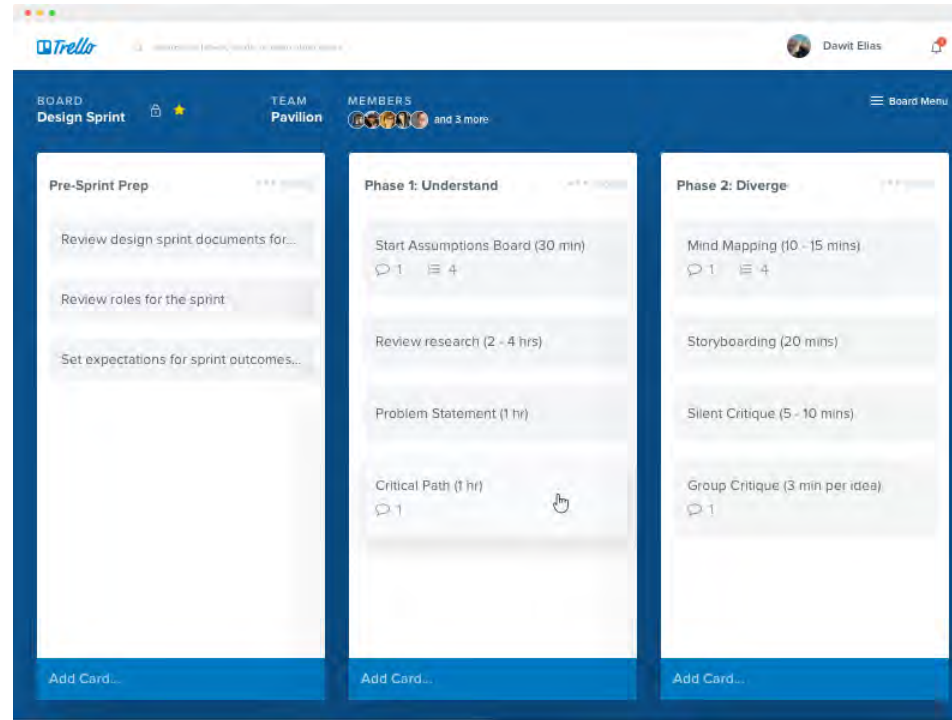 Trello
Dawit Elias
BOARD
Design Sprint
TEAM
Pavilion
MEMBERS
and 3 more
Board Menu
Pre-Sprint Prep
Review design sprint documents for...
Review roles for the sprint
Set expectations for sprint outcomes...
Add Card...
Phase 1: Understand
Start Assumptions Board (30 min)
1 4
Review research (2 - 4 hrs)
Problem Statement (1 hr)
Critical Path (1 hr)
1
Add Card...
Phase 2: Diverge
Mind Mapping (10 - 15 mins)
1 4
Storyboarding (20 mins)
Silent Critique (5 - 10 mins)
Group Critique (3 min per idea)
1
Add Card...